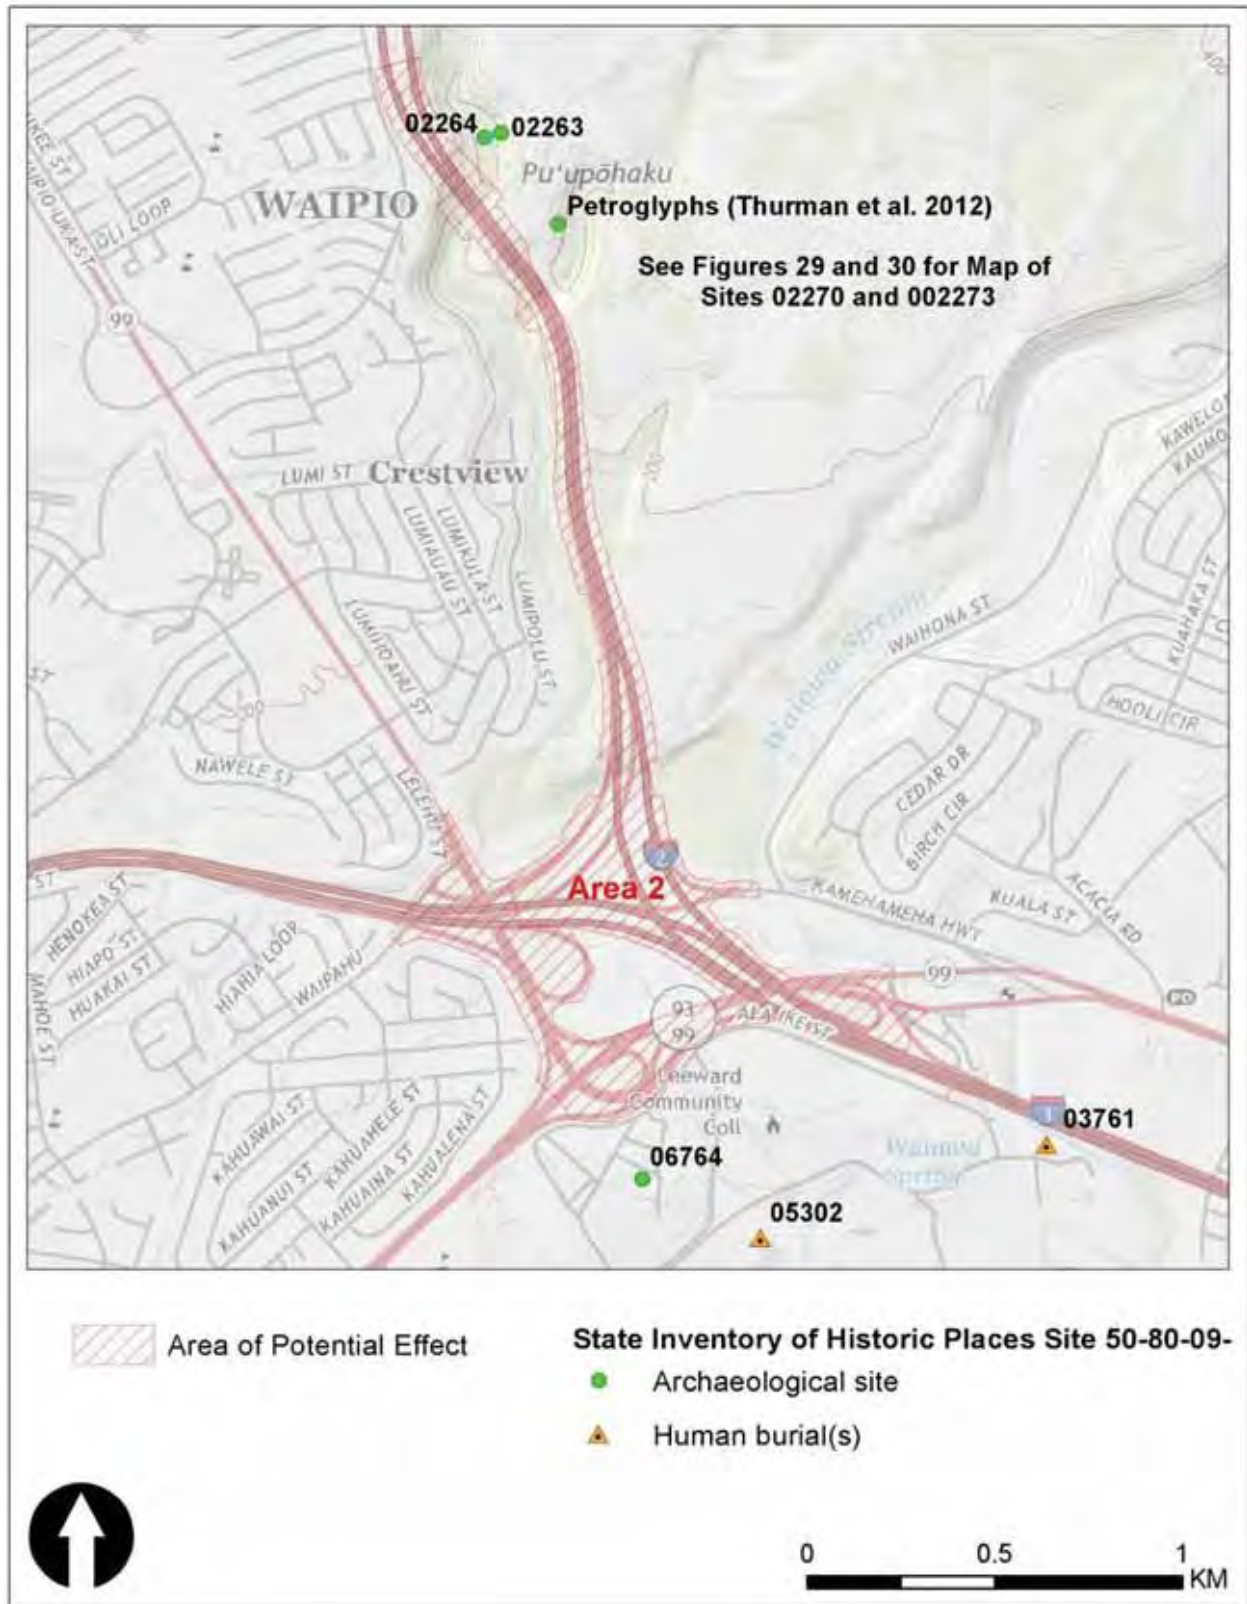 02264
02263
Pu'upōhaku
WAIPIO
OLI LOOP
Petroglyphs (Thurman et al. 2012)
See Figures 29 and 30 for Map of
Sites 02270 and 002273
99
LUMI ST
Crestview
LUMIAUAU ST
LUMIKULA ST
LUMIPOLU ST
KUAHAKA ST
WAIHONA ST
HOOLI CIR
NAWELE ST
LELEHU ST
CEDAR DR
BIRCH CIR
2
Area 2
KAMEHAMEHA HWY
KUALA ST
ACACIA RD
ST
HENOKEA ST
HIAPO ST
HUAKAI ST
HIAHIA LOOP
WAIPAHU
MAHOE ST
99
PO
93
99
ALA IKE ST
Leeward
Community
Coll
KAHUAWAI ST
KAHUAHELE ST
KAHUANUI ST
KAHUAINA ST
KAHUALENA ST
1
03761
06764
05302
Area of Potential Effect
State Inventory of Historic Places Site 50-80-09-
Archaeological site
Human burial(s)
0 0.5 1
KM